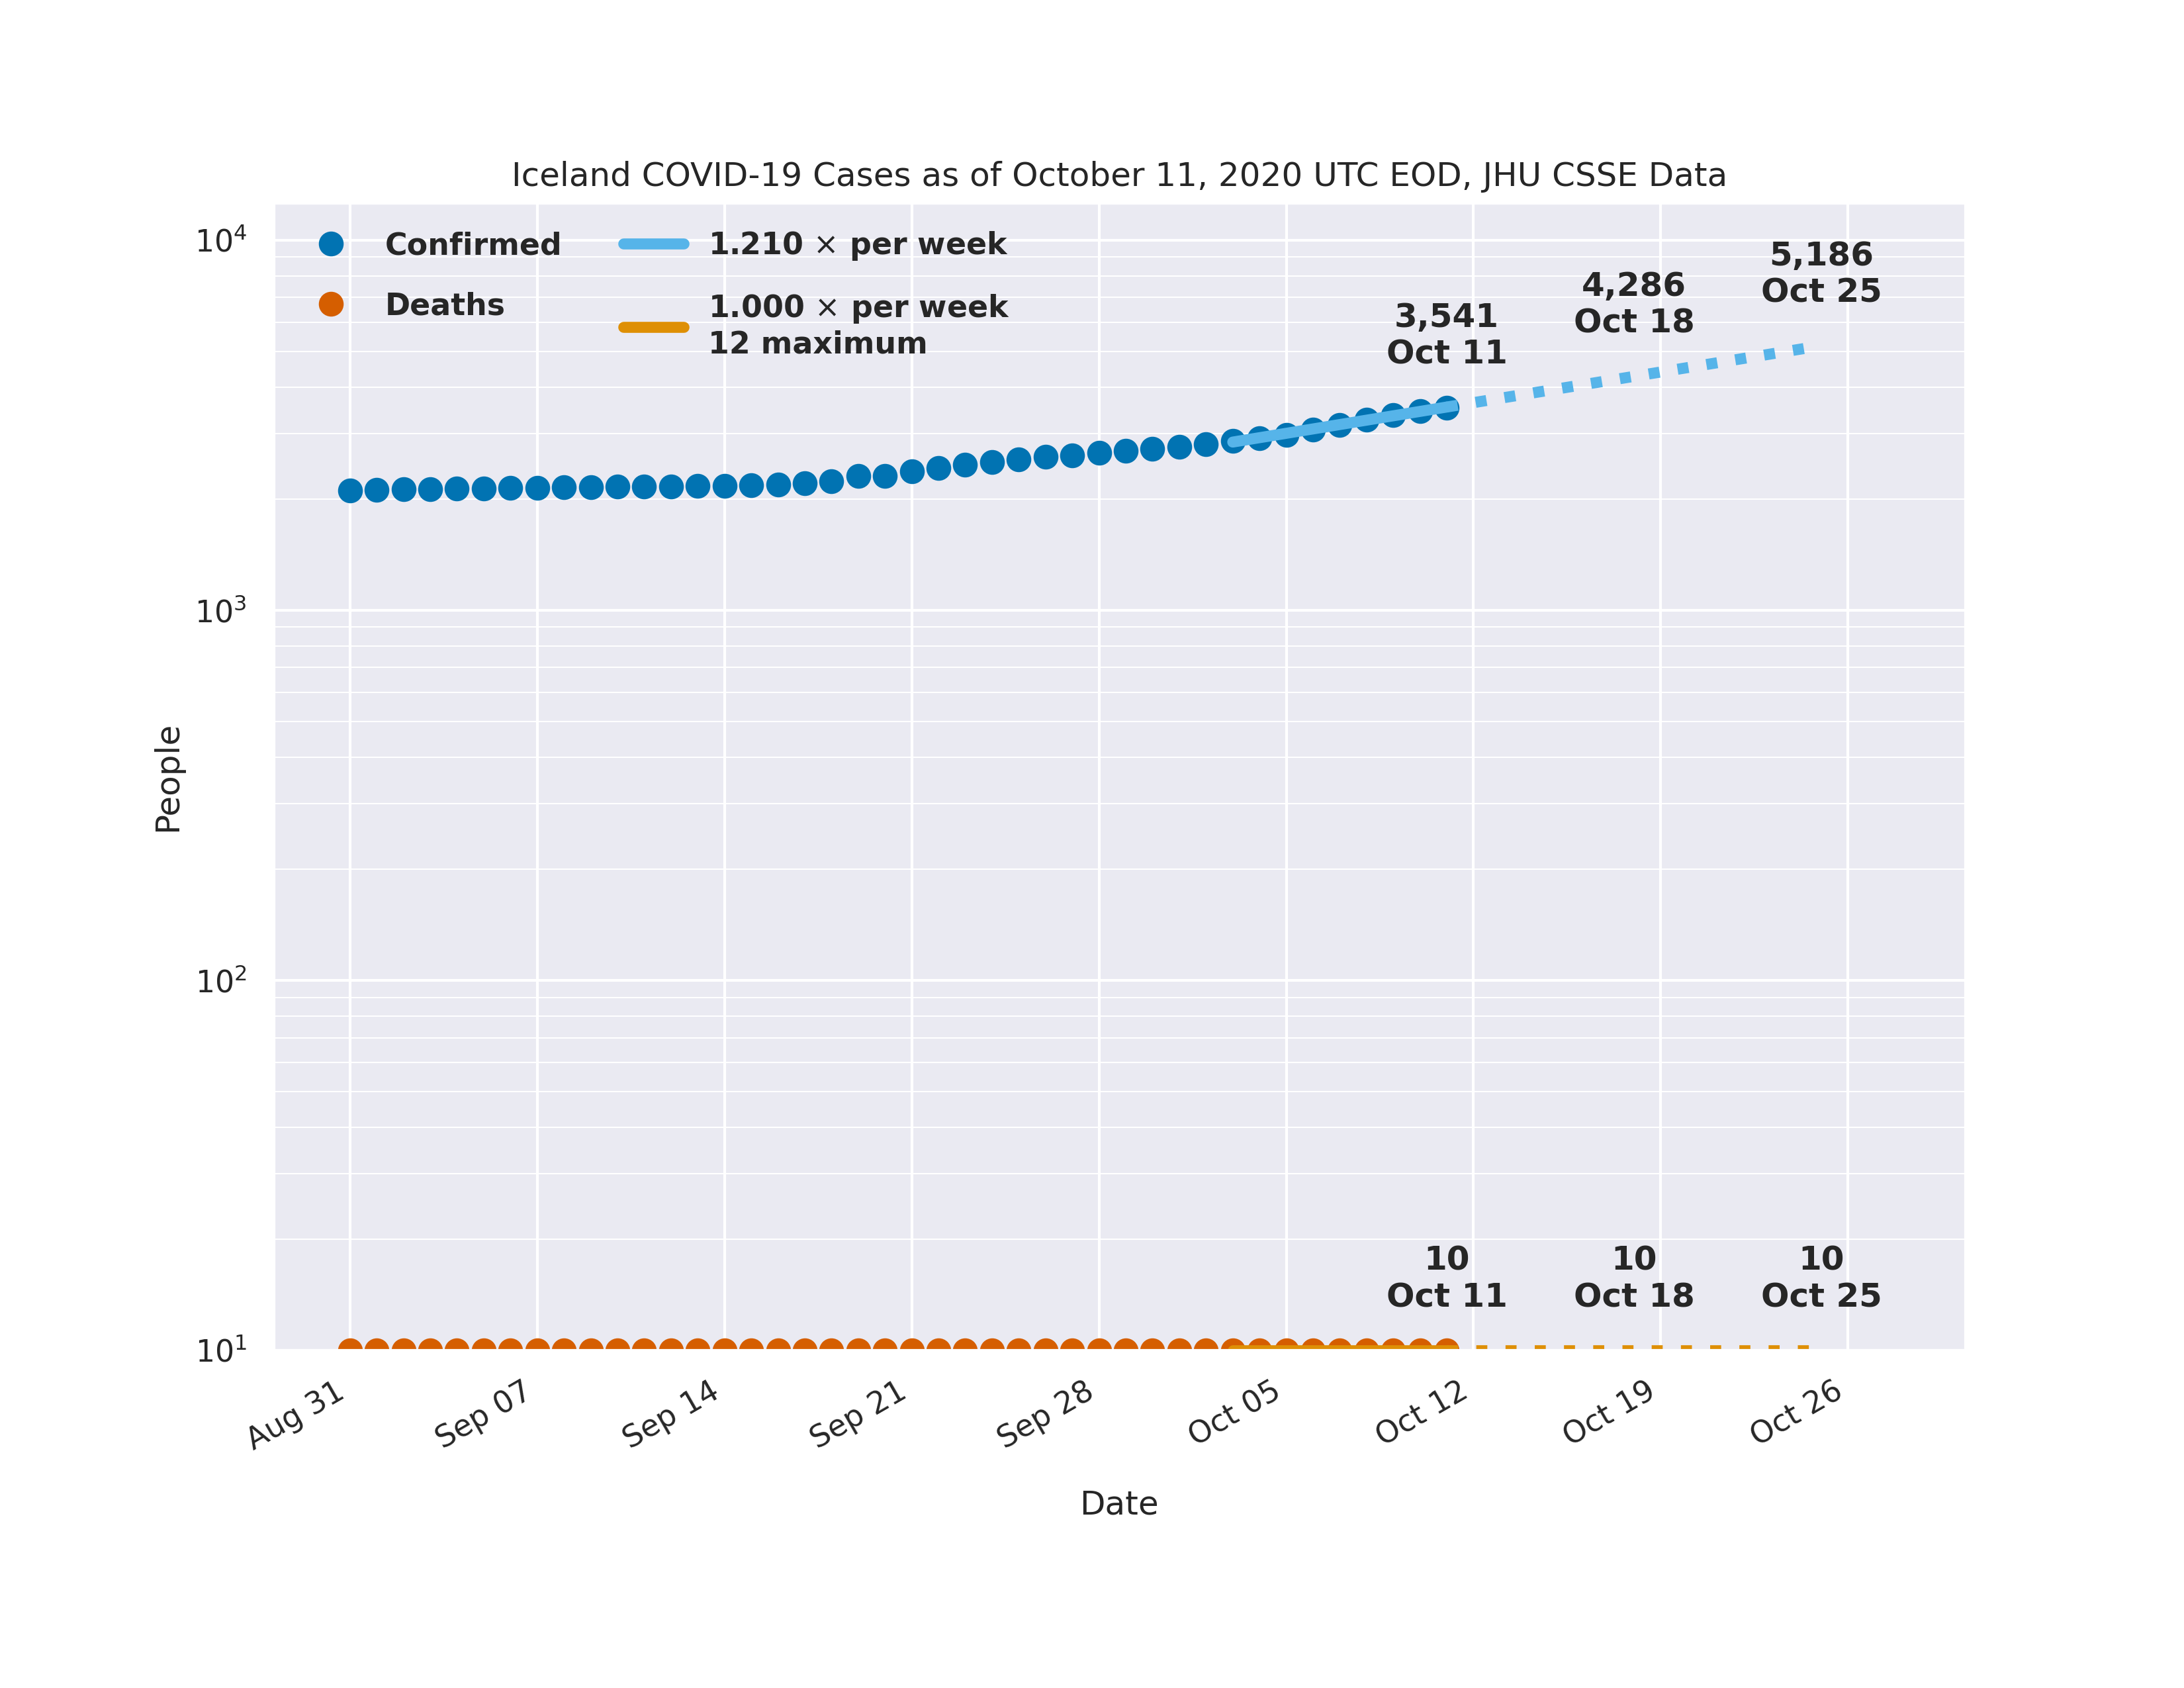 Iceland COVID-19 Cases as of October 11, 2020 UTC EOD, JHU CSSE Data
Confirmed
Deaths
1.210 × per week
1.000 × per week
12 maximum
3,541
Oct 11
4,286
Oct 18
5,186
Oct 25
10
Oct 11
10
Oct 18
10
Oct 25
10⁴
10³
10²
10¹
People
Aug 31
Sep 07
Sep 14
Sep 21
Sep 28
Oct 05
Oct 12
Oct 19
Oct 26
Date